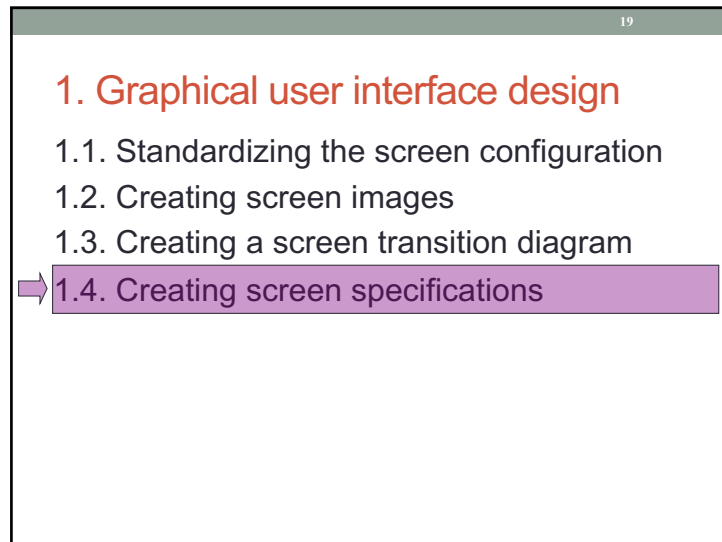 19
1. Graphical user interface design
1.1. Standardizing the screen configuration
1.2. Creating screen images
1.3. Creating a screen transition diagram
1.4. Creating screen specifications